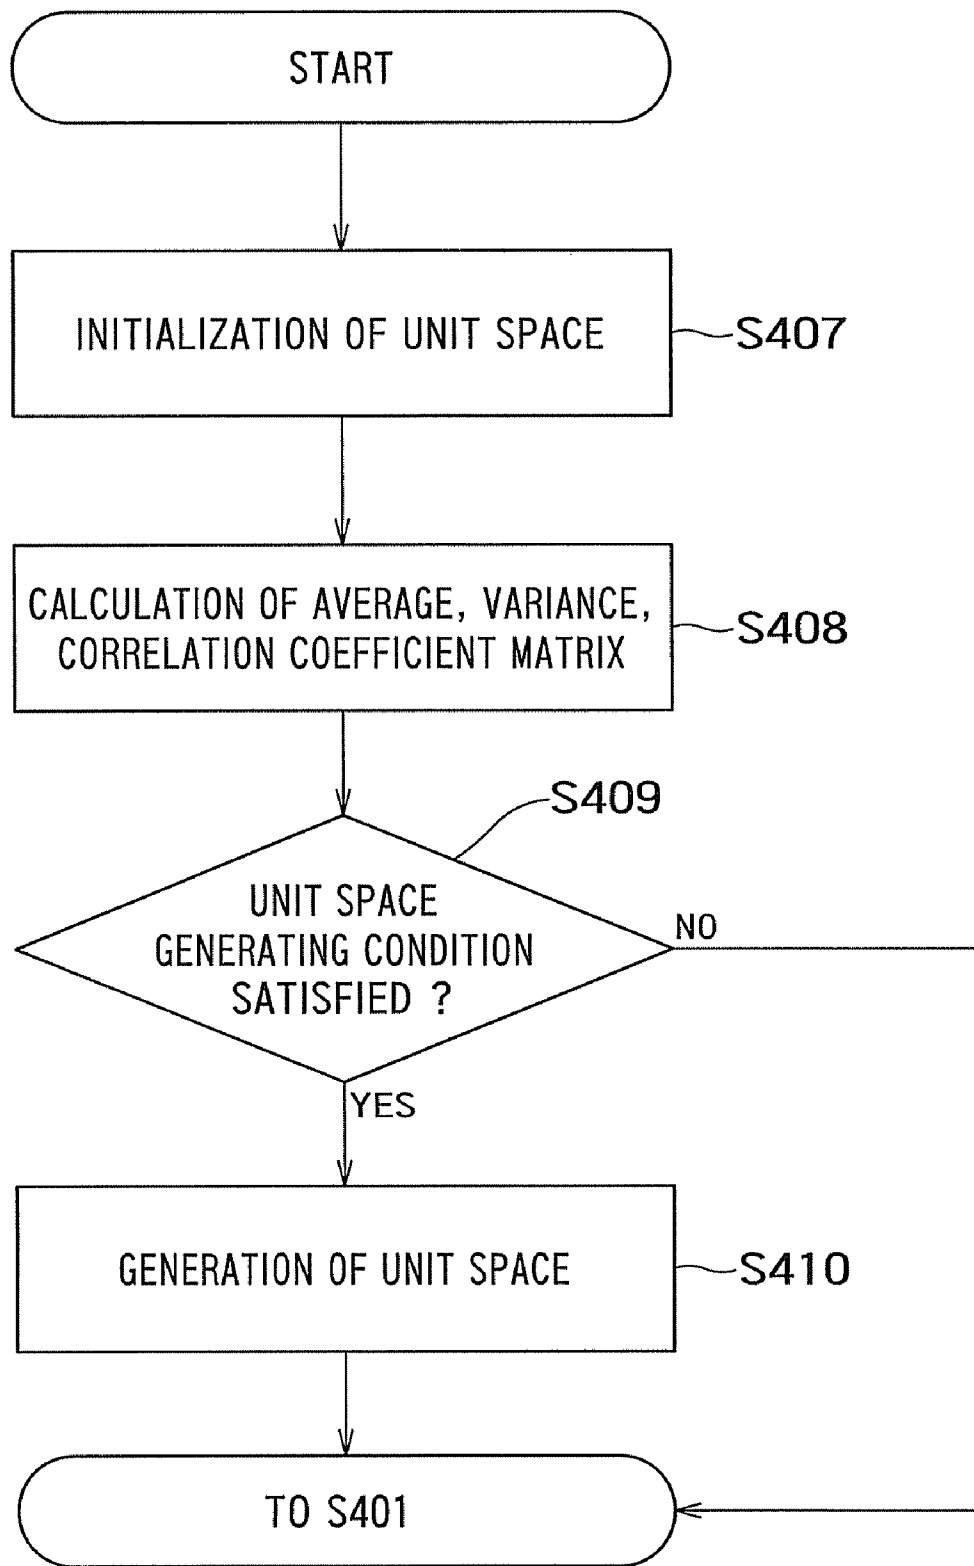 START
INITIALIZATION OF UNIT SPACE
S407
CALCULATION OF AVERAGE, VARIANCE,
CORRELATION COEFFICIENT MATRIX
S408
S409
UNIT SPACE
GENERATING CONDITION
SATISFIED ?
NO
YES
GENERATION OF UNIT SPACE
S410
TO S401